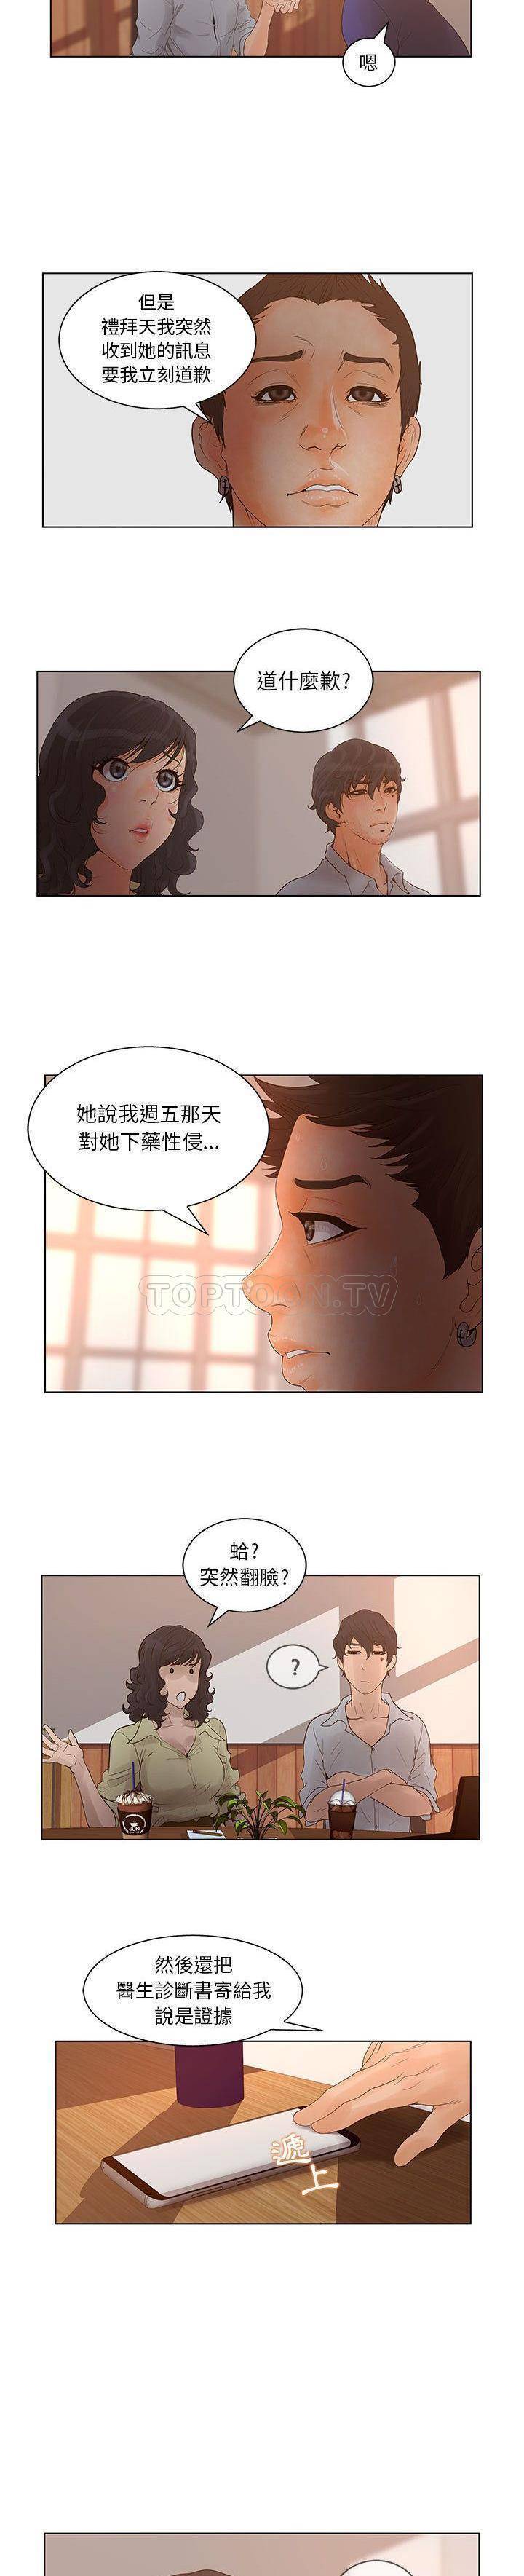 嗯
但是
禮拜天我突然
收到她的訊息
要我立刻道歉
道什麼歉?
她說我週五那天
對她下藥性侵...
TOPTOON.TV
蛤?
突然翻臉?
?
JUN
然後還把
醫生診斷書寄給我
說是證據
遞上